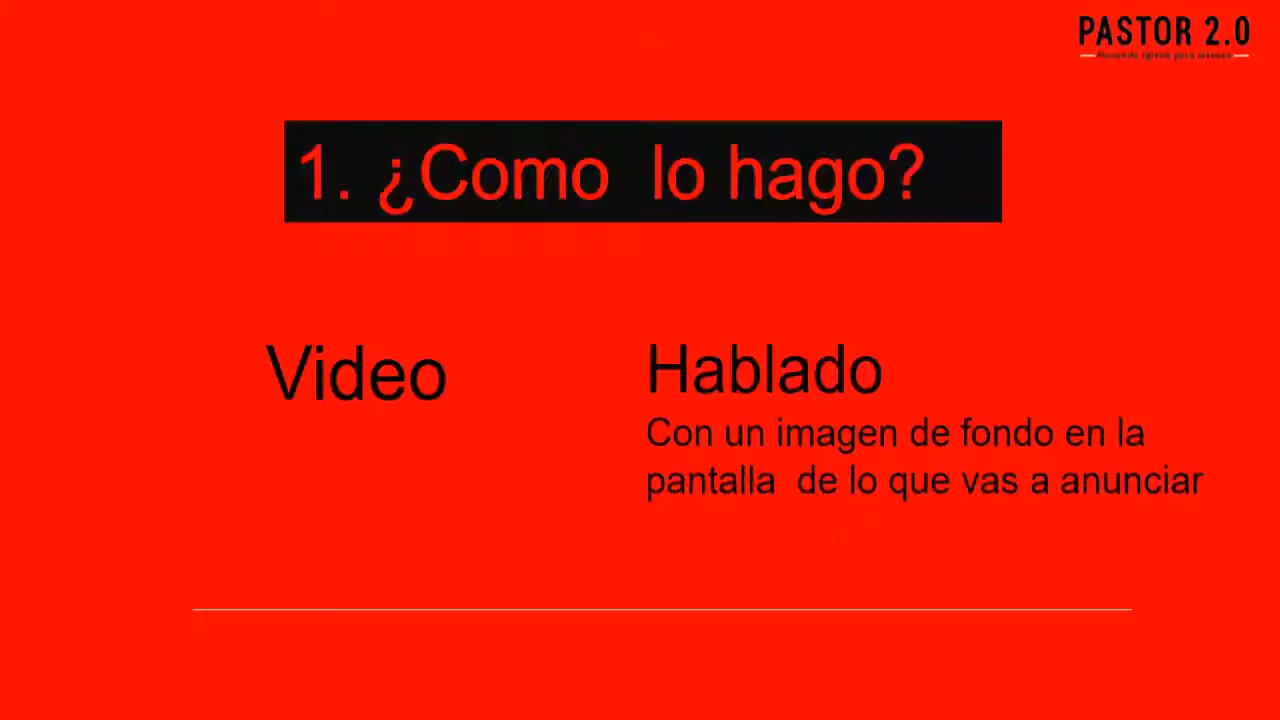 PASTOR 2.0
1. ¿Como lo hago?
Video
Hablado
Con un imagen de fondo en la
pantalla de lo que vas a anunciar